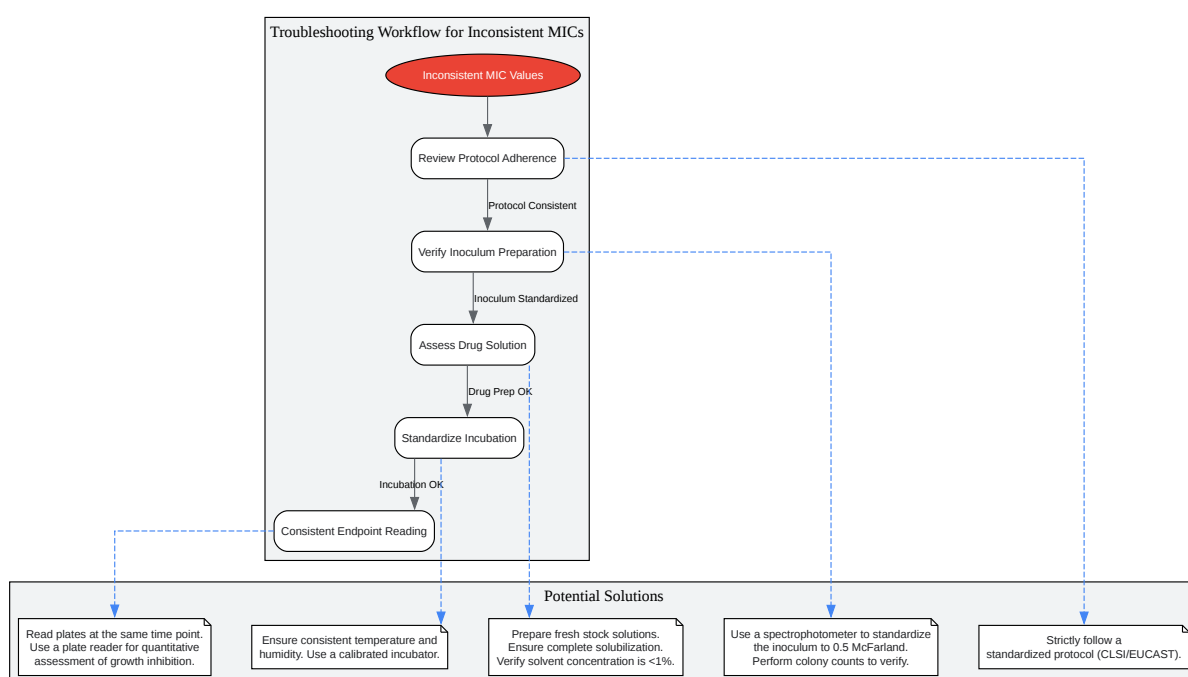 Troubleshooting Workflow for Inconsistent MICs
Inconsistent MIC Values
Review Protocol Adherence
Protocol Consistent
Verify Inoculum Preparation
Inoculum Standardized
Assess Drug Solution
Drug Prep OK
Standardize Incubation
Incubation OK
Consistent Endpoint Reading
Potential Solutions
Read plates at the same time point.
Use a plate reader for quantitative
assessment of growth inhibition.
Ensure consistent temperature and
humidity. Use a calibrated incubator.
Prepare fresh stock solutions.
Ensure complete solubilization.
Verify solvent concentration is <1%.
Use a spectrophotometer to standardize
the inoculum to 0.5 McFarland.
Perform colony counts to verify.
Strictly follow a
standardized protocol (CLSI/EUCAST).